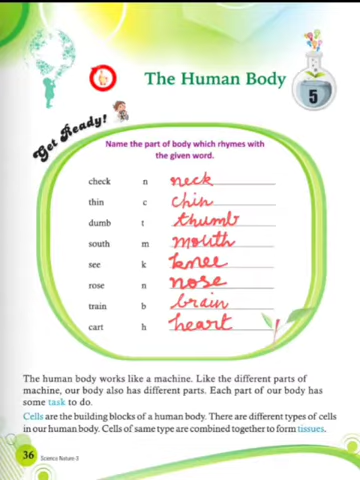 The Human Body
5
Get Ready!
Name the part of body which rhymes with
the given word.
check n neck
thin c chin
dumb t thumb
south m mouth
see k knee
rose n nose
train b brain
cart h heart
The human body works like a machine. Like the different parts of
machine, our body also has different parts. Each part of our body has
some task to do.
Cells are the building blocks of a human body. There are different types of cells
in our human body. Cells of same type are combined together to form tissues.
36 Science Nature-3